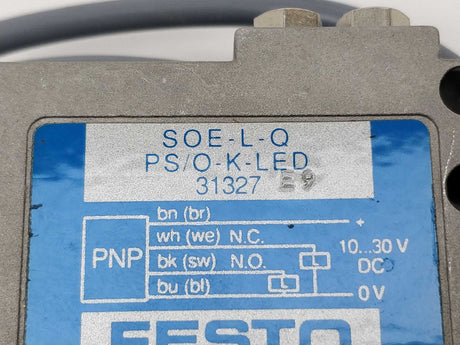 SOE-L-Q
PS/O-K-LED
31327 E9
bn (br) +
wh (we) N.C.
bk (sw) N.O.
bu (bl)
PNP
L
L
10...30 V
DC
0 V
FESTO